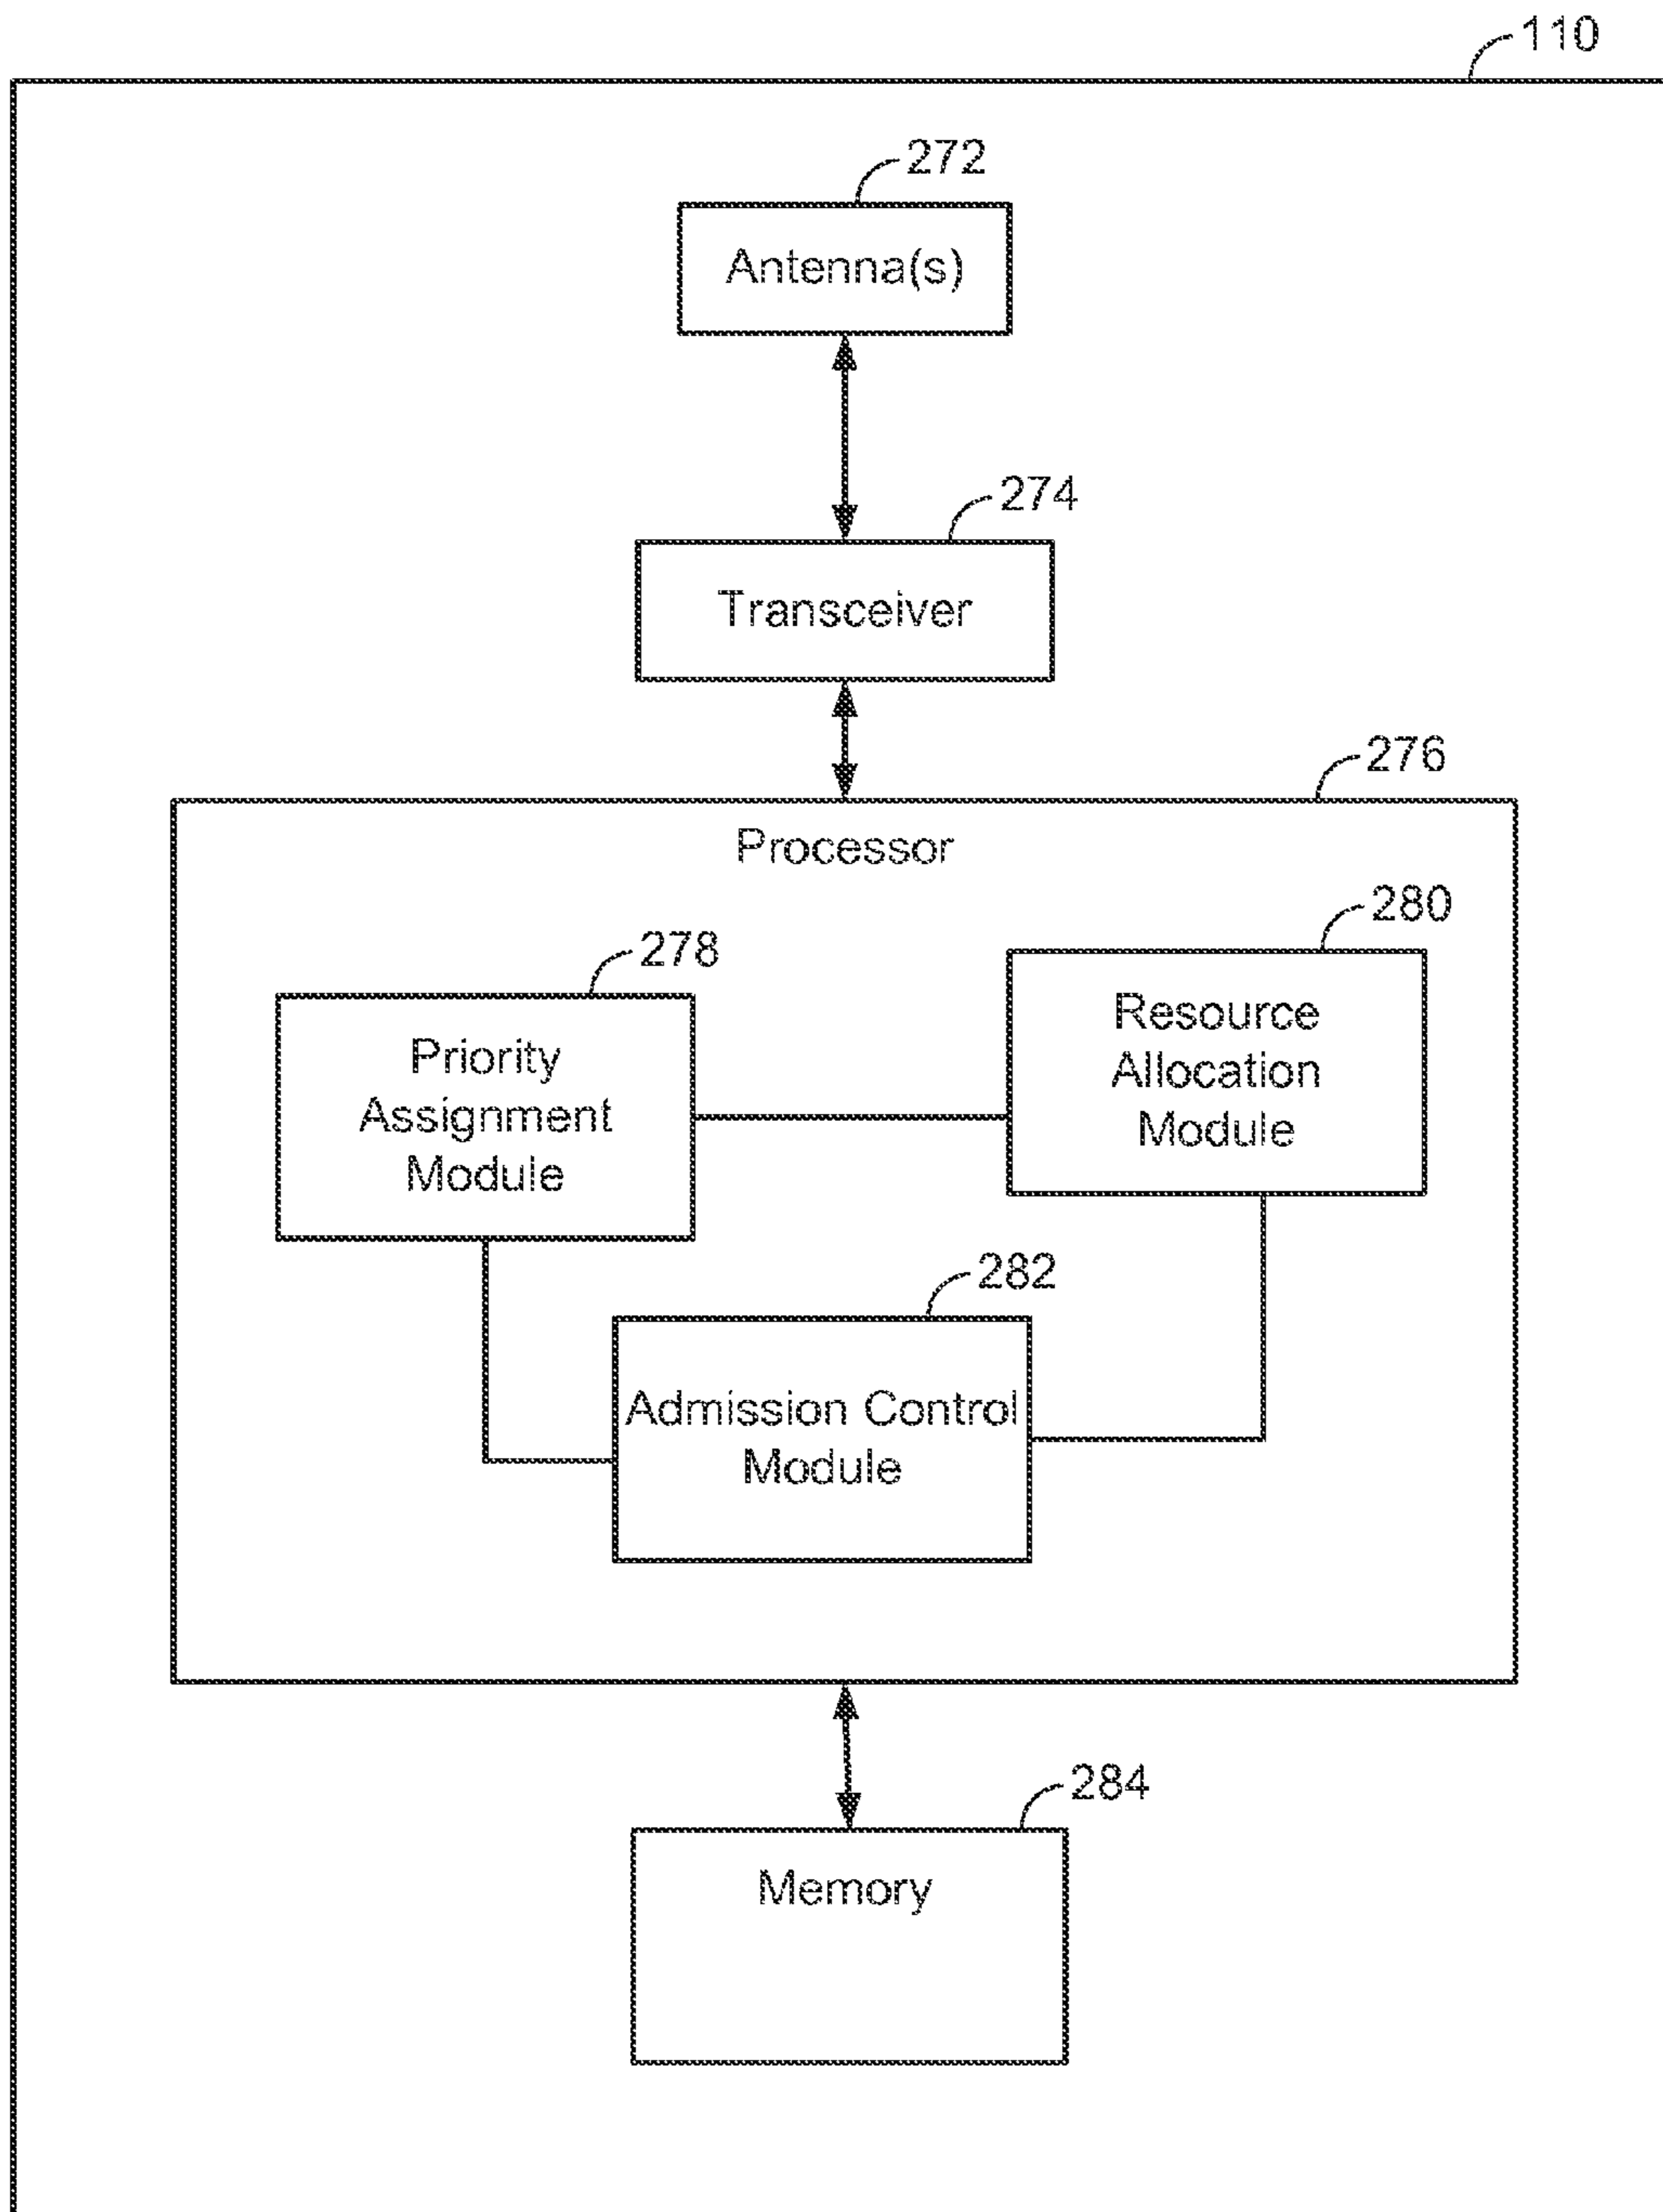 110
272
Antenna(s)
274
Transceiver
276
Processor
280
278
Resource
Allocation
Module
Priority
Assignment
Module
282
Admission Control
Module
284
Memory